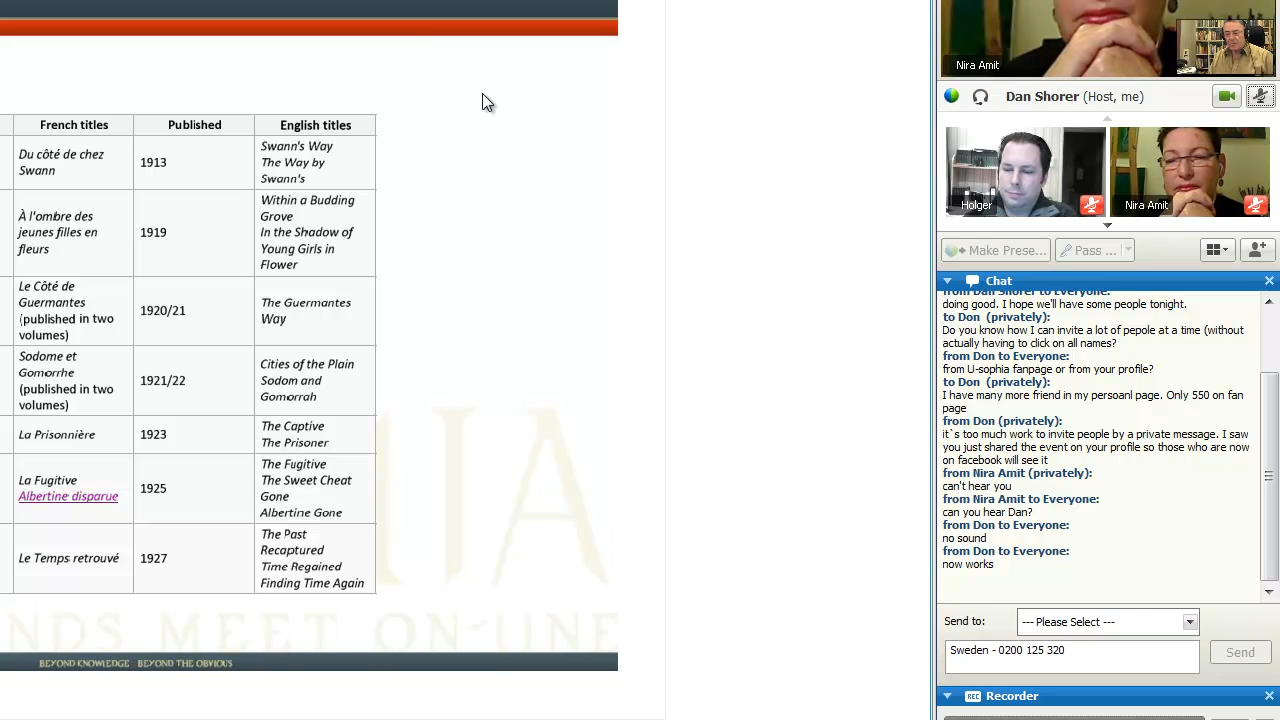 French titles Published English titles
Du côté de chez
Swann
1913
Swann's Way
The Way by
Swann's
À l'ombre des
jeunes filles en
fleurs
1919
Within a Budding
Grove
In the Shadow of
Young Girls in
Flower
Le Côté de
Guermantes
(published in two
volumes)
1920/21
The Guermantes
Way
Sodome et
Gomorrhe
(published in two
volumes)
1921/22
Cities of the Plain
Sodom and
Gomorrah
La Prisonnière
1923
The Captive
The Prisoner
La Fugitive
Albertine disparue
1925
The Fugitive
The Sweet Cheat
Gone
Albertine Gone
Le Temps retrouvé
1927
The Past
Recaptured
Time Regained
Finding Time Again
IA
NDS MEET ON-LINE
BEYOND KNOWLEDGE BEYOND THE OBVIOUS
Nira Amit
Dan Shorer (Host, me)
Holger
Nira Amit
Make Prese...
Pass ...
Chat
from Dan Shorer to Everyone:
doing good. I hope we'll have some people tonight.
to Don (privately):
Do you know how I can invite a lot of pepole at a time (without
actually having to click on all names?
from Don to Everyone:
from U-sophia fanpage or from your profile?
to Don (privately):
I have many more friend in my persoanl page. Only 550 on fan
page
from Don (privately):
it`s too much work to invite people by a private message. I saw
you just shared the event on your profile so those who are now
on facebook will see it
from Nira Amit (privately):
can't hear you
from Nira Amit to Everyone:
can you hear Dan?
from Don to Everyone:
no sound
from Don to Everyone:
now works
Send to:
--- Please Select ---
Sweden - 0200 125 320
Send
REC
Recorder